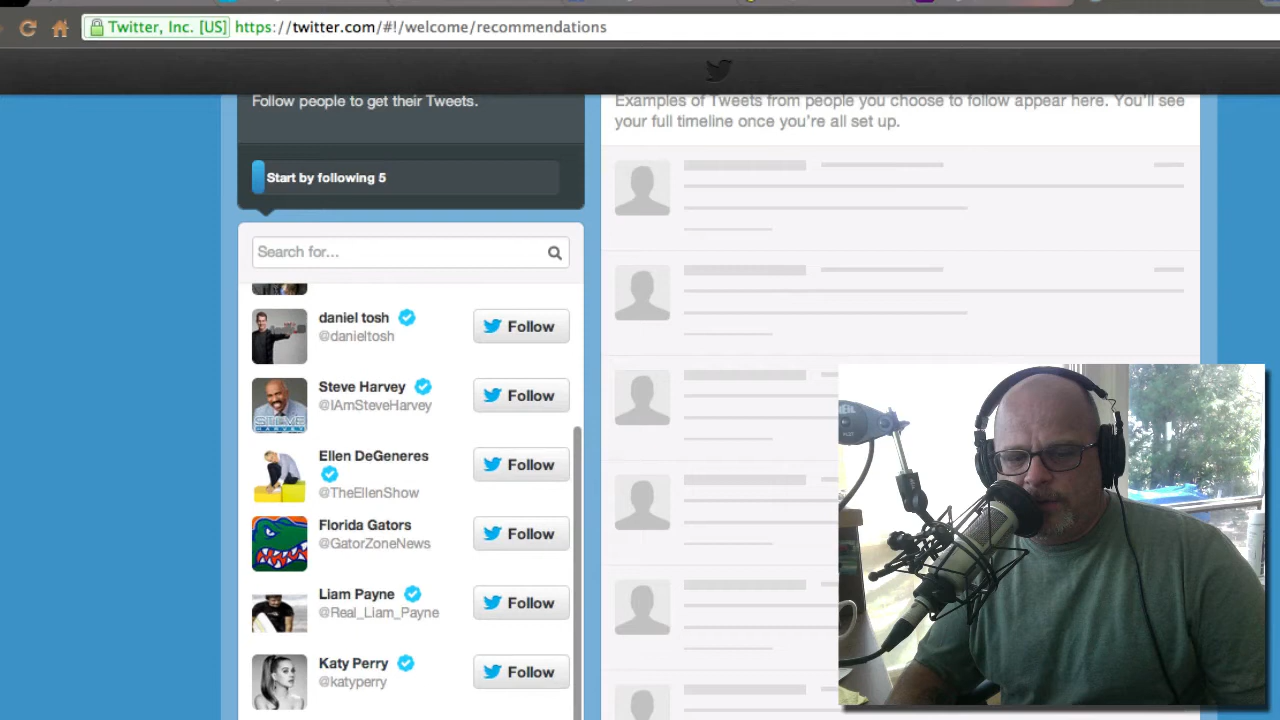 Twitter, Inc. [US] https://twitter.com/#!/welcome/recommendations
Follow people to get their Tweets.
Examples of Tweets from people you choose to follow appear here. You'll see
your full timeline once you're all set up.
Start by following 5
Search for...
daniel tosh
@danieltosh
Follow
Steve Harvey
@IAmSteveHarvey
Follow
STEVE
HARVEY
Ellen DeGeneres
@TheEllenShow
Follow
Florida Gators
@GatorZoneNews
Follow
Liam Payne
@Real_Liam_Payne
Follow
Katy Perry
@katyperry
Follow